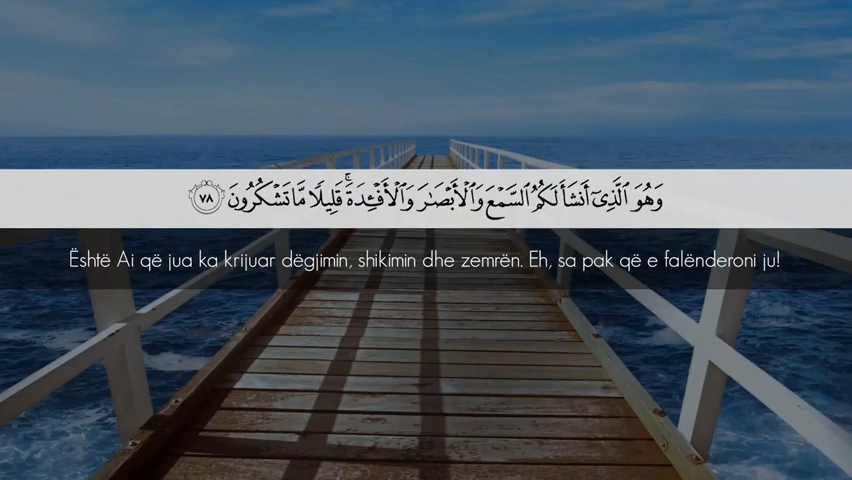 وَهُوَ ٱلَّذِىٓ أَنشَأَ لَكُمُ ٱلسَّمْعَ وَٱلْأَبْصَـٰرَ وَٱلْأَفْـِٔدَةَ ۚ قَلِيلًا مَّا تَشْكُرُونَ ٧٨
Është Ai që jua ka krijuar dëgjimin, shikimin dhe zemrën. Eh, sa pak që e falënderoni ju!